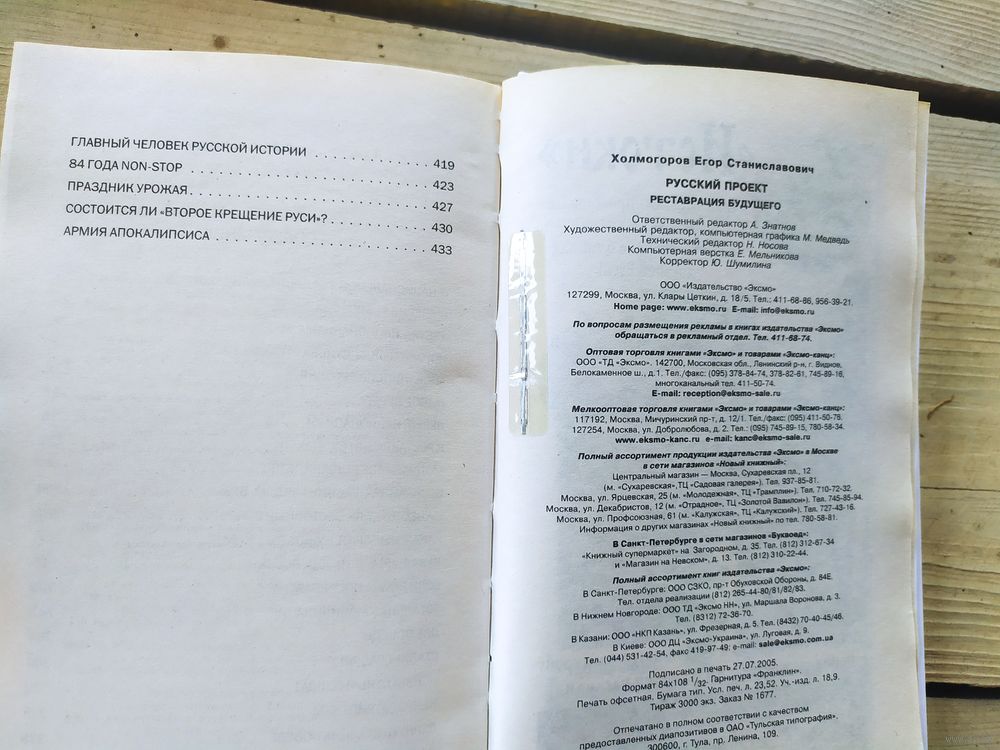 ГЛАВНЫЙ ЧЕЛОВЕК РУССКОЙ ИСТОРИИ . . . . . . . . . . . . . 419
84 ГОДА NON-STOP . . . . . . . . . . . . . . . . . . . . . . . . . . . . 423
ПРАЗДНИК УРОЖАЯ . . . . . . . . . . . . . . . . . . . . . . . . . . . . 427
СОСТОИТСЯ ЛИ «ВТОРОЕ КРЕЩЕНИЕ РУСИ»? . . . . . . . . . . . 430
АРМИЯ АПОКАЛИПСИСА . . . . . . . . . . . . . . . . . . . . . . . . . 433
Холмогоров Егор Станиславович
РУССКИЙ ПРОЕКТ
РЕСТАВРАЦИЯ БУДУЩЕГО
Ответственный редактор А. Знатнов
Художественный редактор, компьютерная графика М. Медведь
Технический редактор Н. Носова
Компьютерная верстка Е. Мельникова
Корректор Ю. Шумилина
ООО «Издательство «Эксмо»
127299, Москва, ул. Клары Цеткин, д. 18/5. Тел.: 411-68-86, 956-39-21.
Home page: www.eksmo.ru E-mail: info@eksmo.ru
По вопросам размещения рекламы в книгах издательства «Эксмо»
обращаться в рекламный отдел. Тел. 411-68-74.
Оптовая торговля книгами «Эксмо» и товарами «Эксмо-канц»:
ООО «ТД «Эксмо». 142700, Московская обл., Ленинский р-н, г. Видное,
Белокаменное ш., д.1. Тел./факс: (095) 378-84-74, 378-82-61, 745-89-16,
многоканальный тел. 411-50-74.
E-mail: reception@eksmo-sale.ru
Мелкооптовая торговля книгами «Эксмо» и товарами «Эксмо-канц»:
117192, Москва, Мичуринский пр-т, д. 12/1. Тел./факс: (095) 411-50-76.
127254, Москва, ул. Добролюбова, д. 2. Тел.: (095) 745-89-15, 780-58-34.
www.eksmo-kanc.ru e-mail: kanc@eksmo-sale.ru
Полный ассортимент продукции издательства «Эксмо» в Москве
в сети магазинов «Новый книжный»:
Центральный магазин — Москва, Сухаревская пл., 12
(м. «Сухаревская»,ТЦ «Садовая галерея»). Тел. 937-85-81.
Москва, ул. Ярцевская, 25 (м. «Молодежная», ТЦ «Трамплин»). Тел. 710-72-32.
Москва, ул. Декабристов, 12 (м. «Отрадное», ТЦ «Золотой Вавилон»). Тел. 745-85-94.
Москва, ул. Профсоюзная, 61 (м. «Калужская», ТЦ «Калужский»). Тел. 727-43-16.
Информация о других магазинах «Новый книжный» по тел. 780-58-81.
В Санкт-Петербурге в сети магазинов «Буквоед»:
«Книжный супермаркет» на Загородном, д. 35. Тел. (812) 312-67-34
и «Магазин на Невском», д. 13. Тел. (812) 310-22-44.
Полный ассортимент книг издательства «Эксмо»:
В Санкт-Петербурге: ООО СЗКО, пр-т Обуховской Обороны, д. 84Е.
Тел. отдела реализации (812) 265-44-80/81/82/83.
В Нижнем Новгороде: ООО ТД «Эксмо НН», ул. Маршала Воронова, д. 3.
Тел. (8312) 72-36-70.
В Казани: ООО «НКП Казань», ул. Фрезерная, д. 5. Тел. (8432) 70-40-45/46.
В Киеве: ООО ДЦ «Эксмо-Украина», ул. Луговая, д. 9.
Тел. (044) 531-42-54, факс 419-97-49; e-mail: sale@eksmo.com.ua
Подписано в печать 27.07.2005.
Формат 84x108 1/32. Гарнитура «Франклин».
Печать офсетная. Бумага тип. Усл. печ. л. 23,52. Уч.-изд. л. 18,9.
Тираж 3000 экз. Заказ № 1677.
Отпечатано в полном соответствии с качеством
предоставленных диапозитивов в ОАО «Тульская типография».
300600, г. Тула, пр. Ленина, 109.